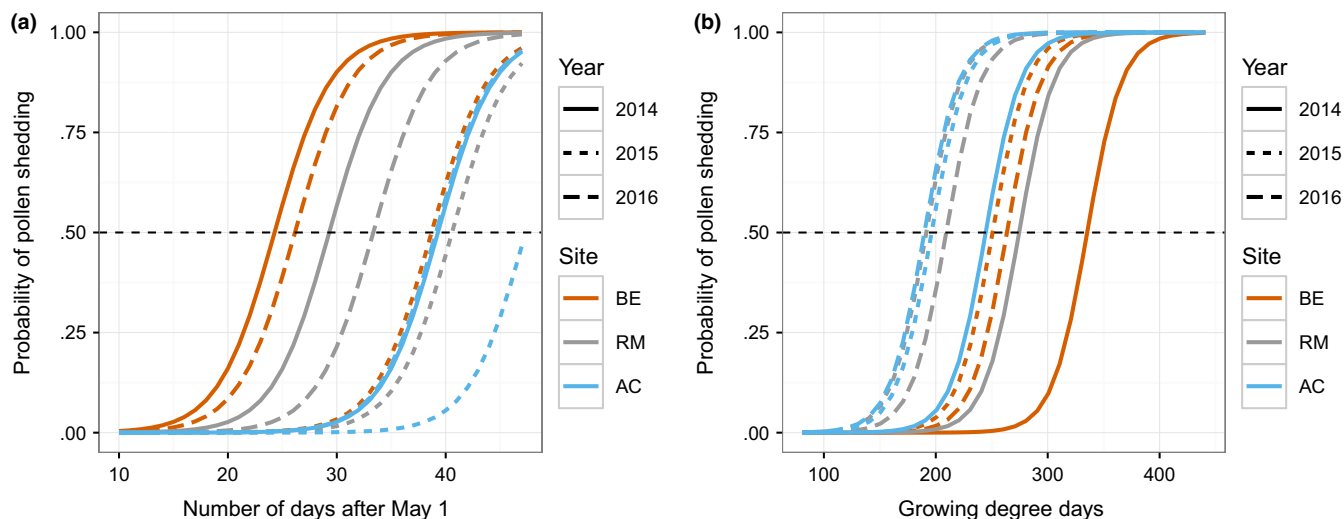 (a)
Probability of pollen shedding
1.00
.75
.50
.25
.00
10
20
30
40
Number of days after May 1
Year
2014
2015
2016
Site
BE
RM
AC
(b)
Probability of pollen shedding
1.00
.75
.50
.25
.00
100
200
300
400
Growing degree days
Year
2014
2015
2016
Site
BE
RM
AC